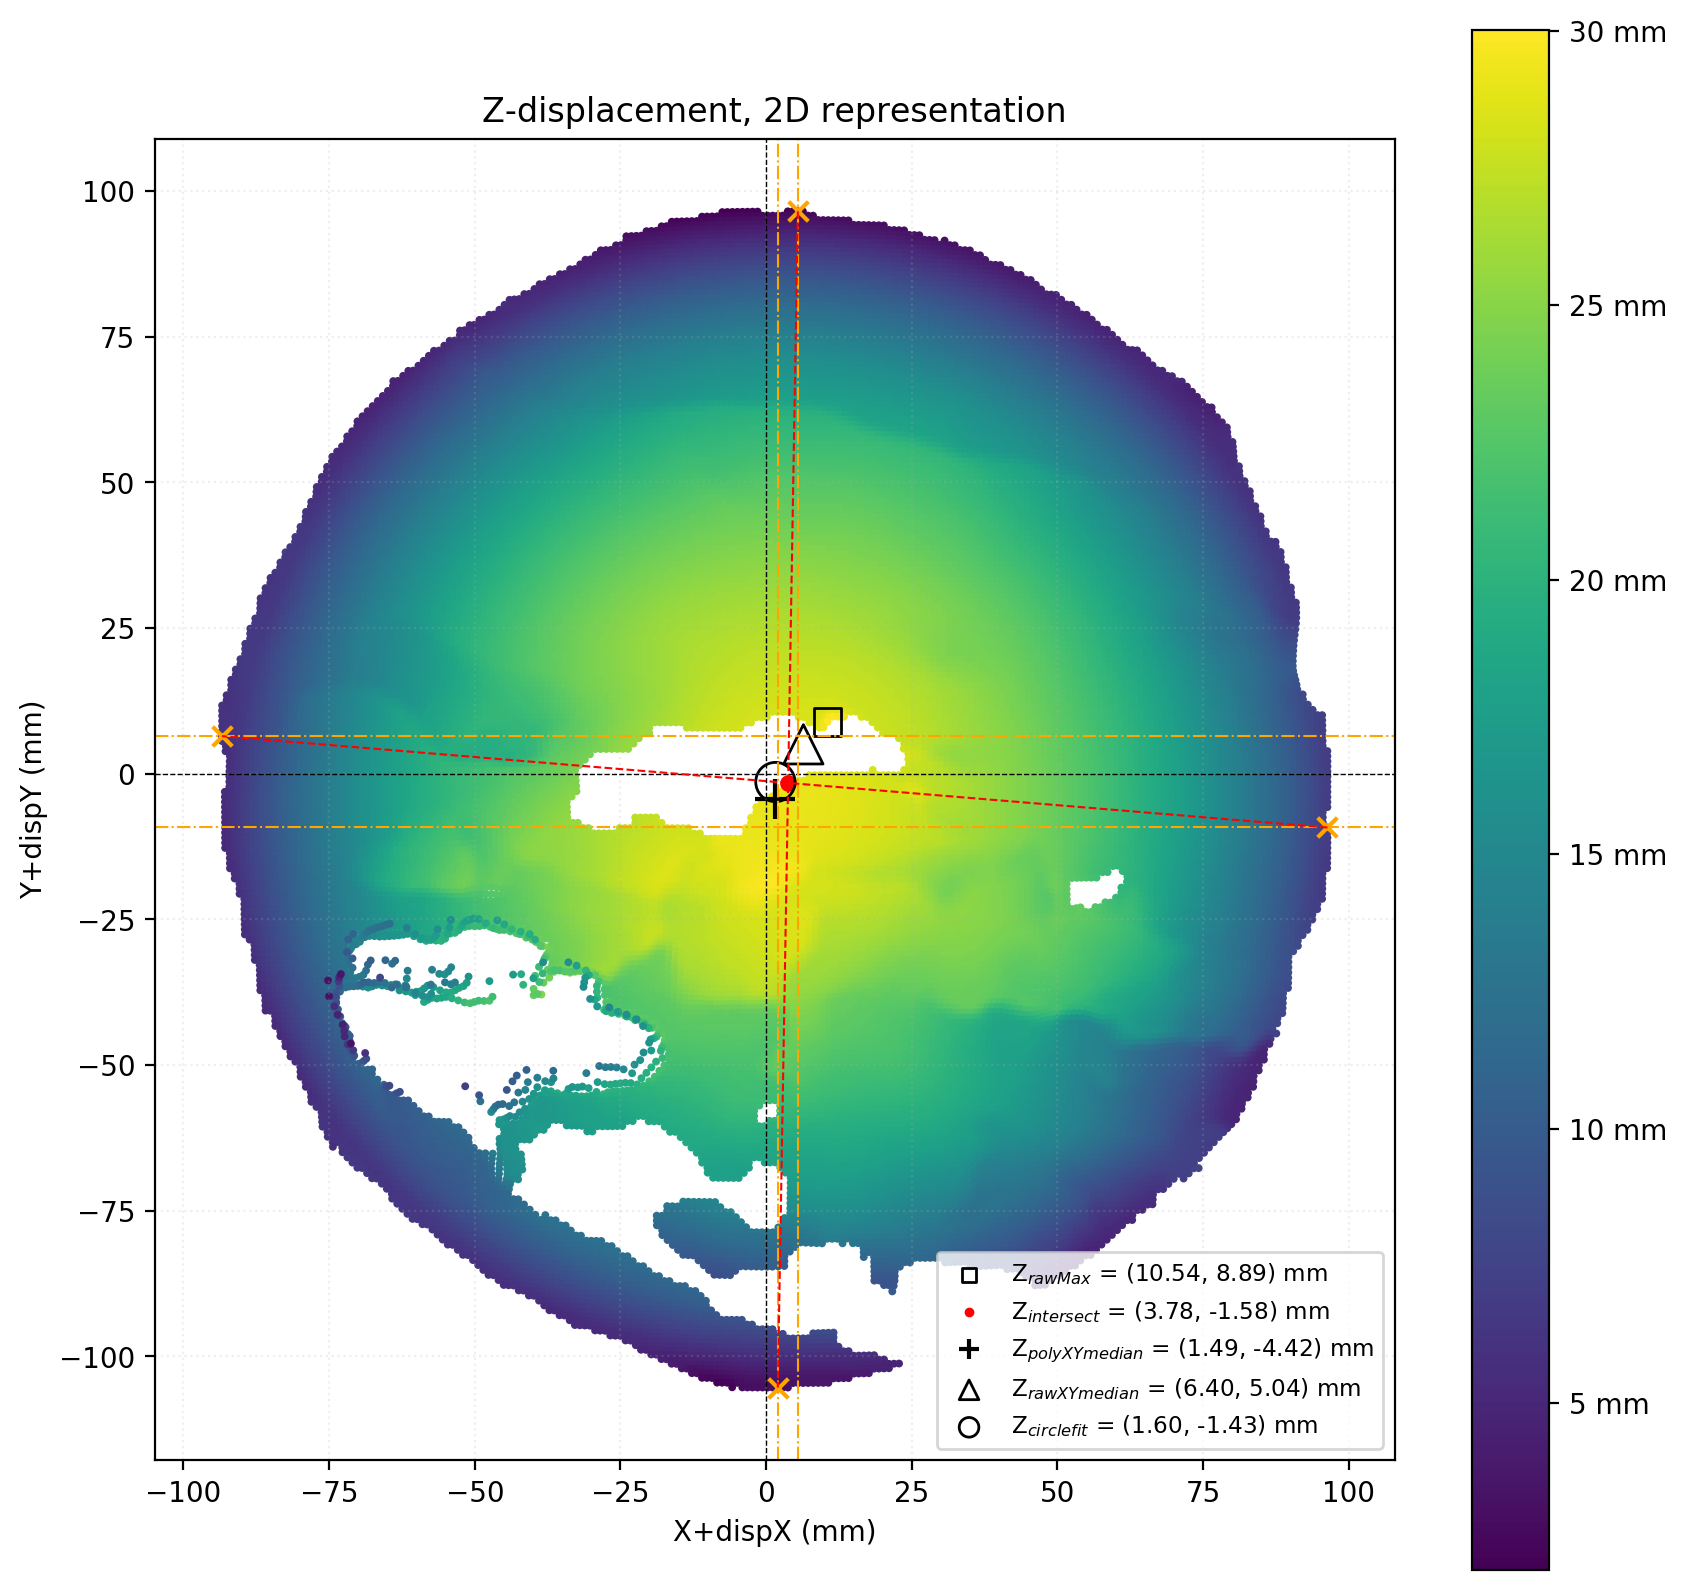 Z-displacement, 2D representation
30 mm
25 mm
20 mm
15 mm
10 mm
5 mm
100
75
50
25
0
−25
−50
−75
−100
Y+dispY (mm)
−100 −75 −50 −25 0 25 50 75 100
X+dispX (mm)
Z_rawMax = (10.54, 8.89) mm
Z_intersect = (3.78, -1.58) mm
Z_polyXYmedian = (1.49, -4.42) mm
Z_rawXYmedian = (6.40, 5.04) mm
Z_circlefit = (1.60, -1.43) mm